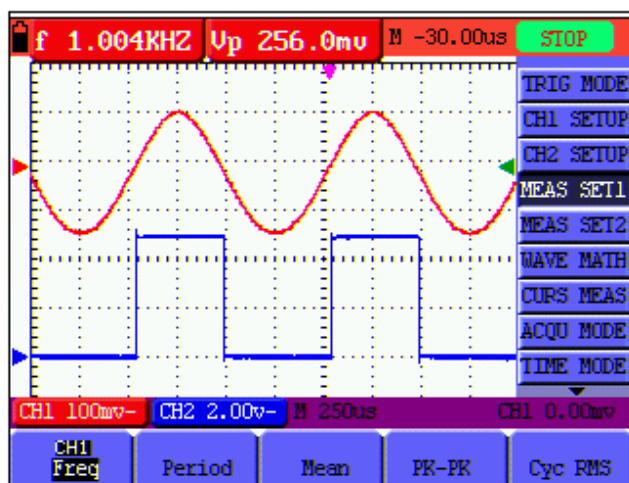 f 1.004KHZ Vp 256.0mv M -30.00us STOP
TRIG MODE
CH1 SETUP
CH2 SETUP
MEAS SET1
MEAS SET2
WAVE MATH
CURS MEAS
ACQU MODE
TIME MODE
CH1 100mv- CH2 2.00v- M 250us CH1 0.00mv
CH1
Freq Period Mean PK-PK Cyc RMS